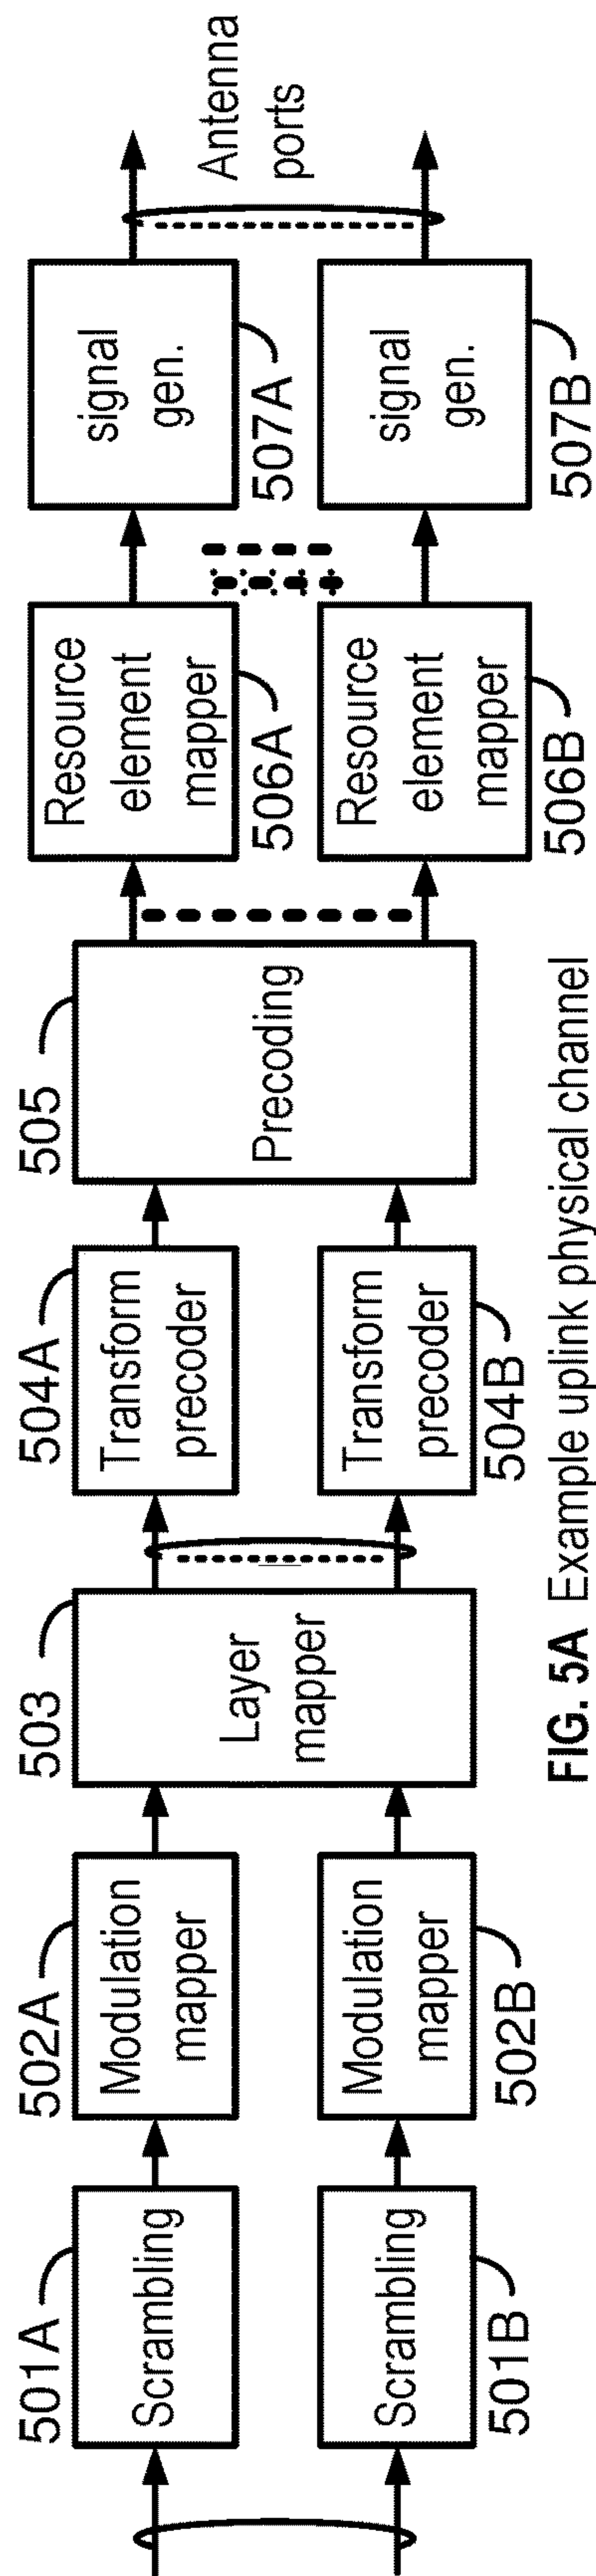 501A
Scrambling
501B
Scrambling
502A
Modulation
mapper
502B
Modulation
mapper
503
Layer
mapper
504A
Transform
precoder
504B
Transform
precoder
505
Precoding
506A
Resource
element
mapper
506B
Resource
element
mapper
507A
signal
gen.
507B
signal
gen.
Antenna
ports
FIG. 5A Example uplink physical channel